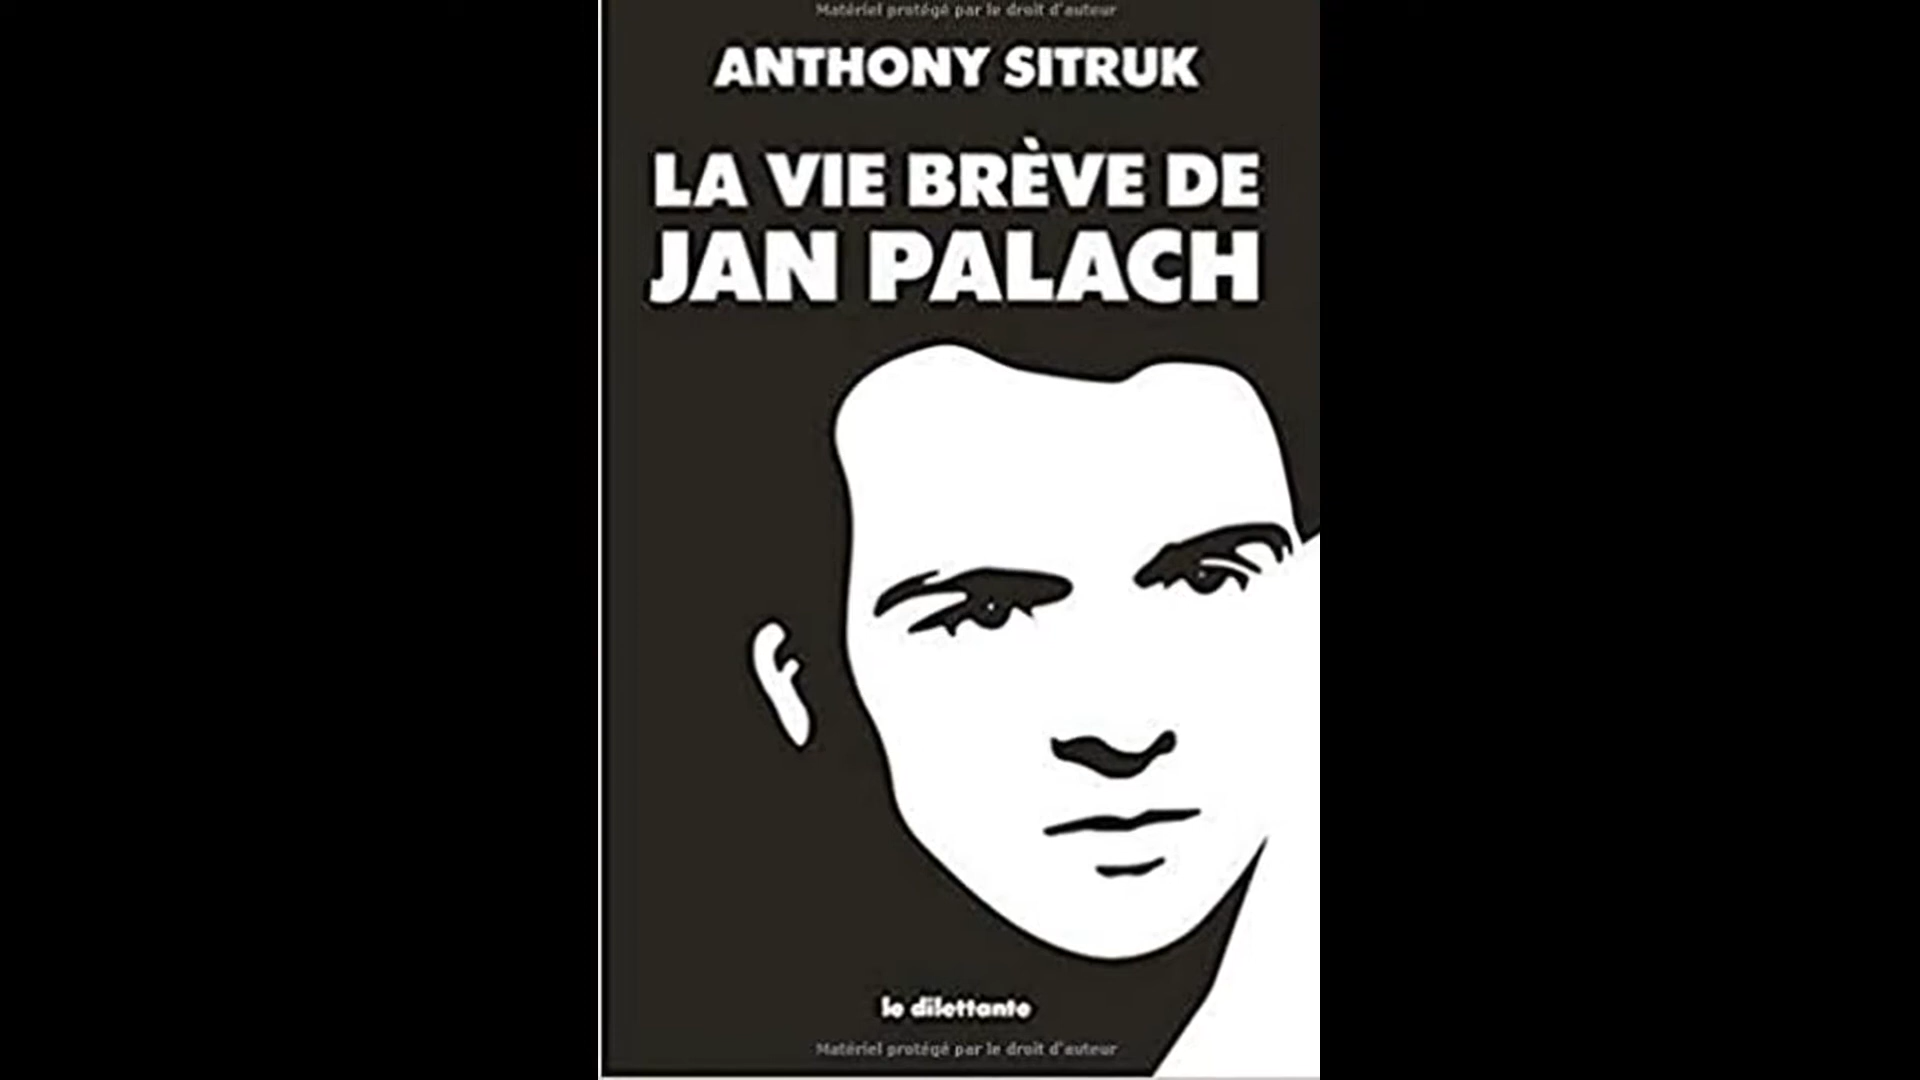 Matériel protégé par le droit d'auteur
ANTHONY SITRUK
LA VIE BRÈVE DE
JAN PALACH
le dilettante
Matériel protégé par le droit d'auteur